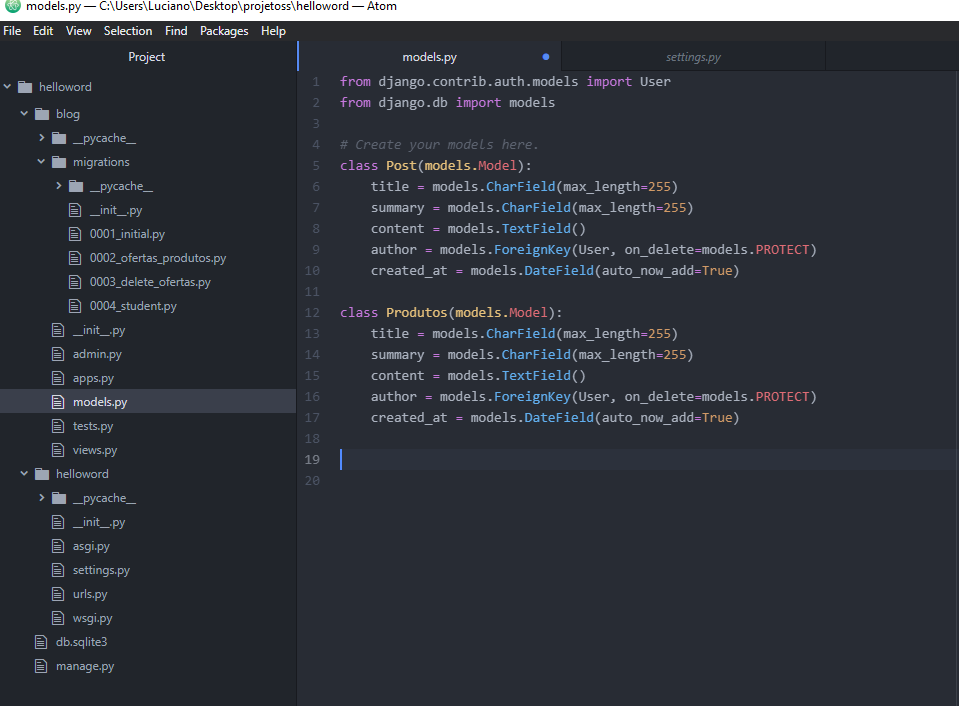 models.py — C:\Users\Luciano\Desktop\projetoss\helloword — Atom
File Edit View Selection Find Packages Help
Project
helloword
blog
__pycache__
migrations
__pycache__
__init__.py
0001_initial.py
0002_ofertas_produtos.py
0003_delete_ofertas.py
0004_student.py
__init__.py
admin.py
apps.py
models.py
tests.py
views.py
helloword
__pycache__
__init__.py
asgi.py
settings.py
urls.py
wsgi.py
db.sqlite3
manage.py
models.py settings.py
1 from django.contrib.auth.models import User
2 from django.db import models
3
4 # Create your models here.
5 class Post(models.Model):
6 title = models.CharField(max_length=255)
7 summary = models.CharField(max_length=255)
8 content = models.TextField()
9 author = models.ForeignKey(User, on_delete=models.PROTECT)
10 created_at = models.DateField(auto_now_add=True)
11
12 class Produtos(models.Model):
13 title = models.CharField(max_length=255)
14 summary = models.CharField(max_length=255)
15 content = models.TextField()
16 author = models.ForeignKey(User, on_delete=models.PROTECT)
17 created_at = models.DateField(auto_now_add=True)
18
19
20